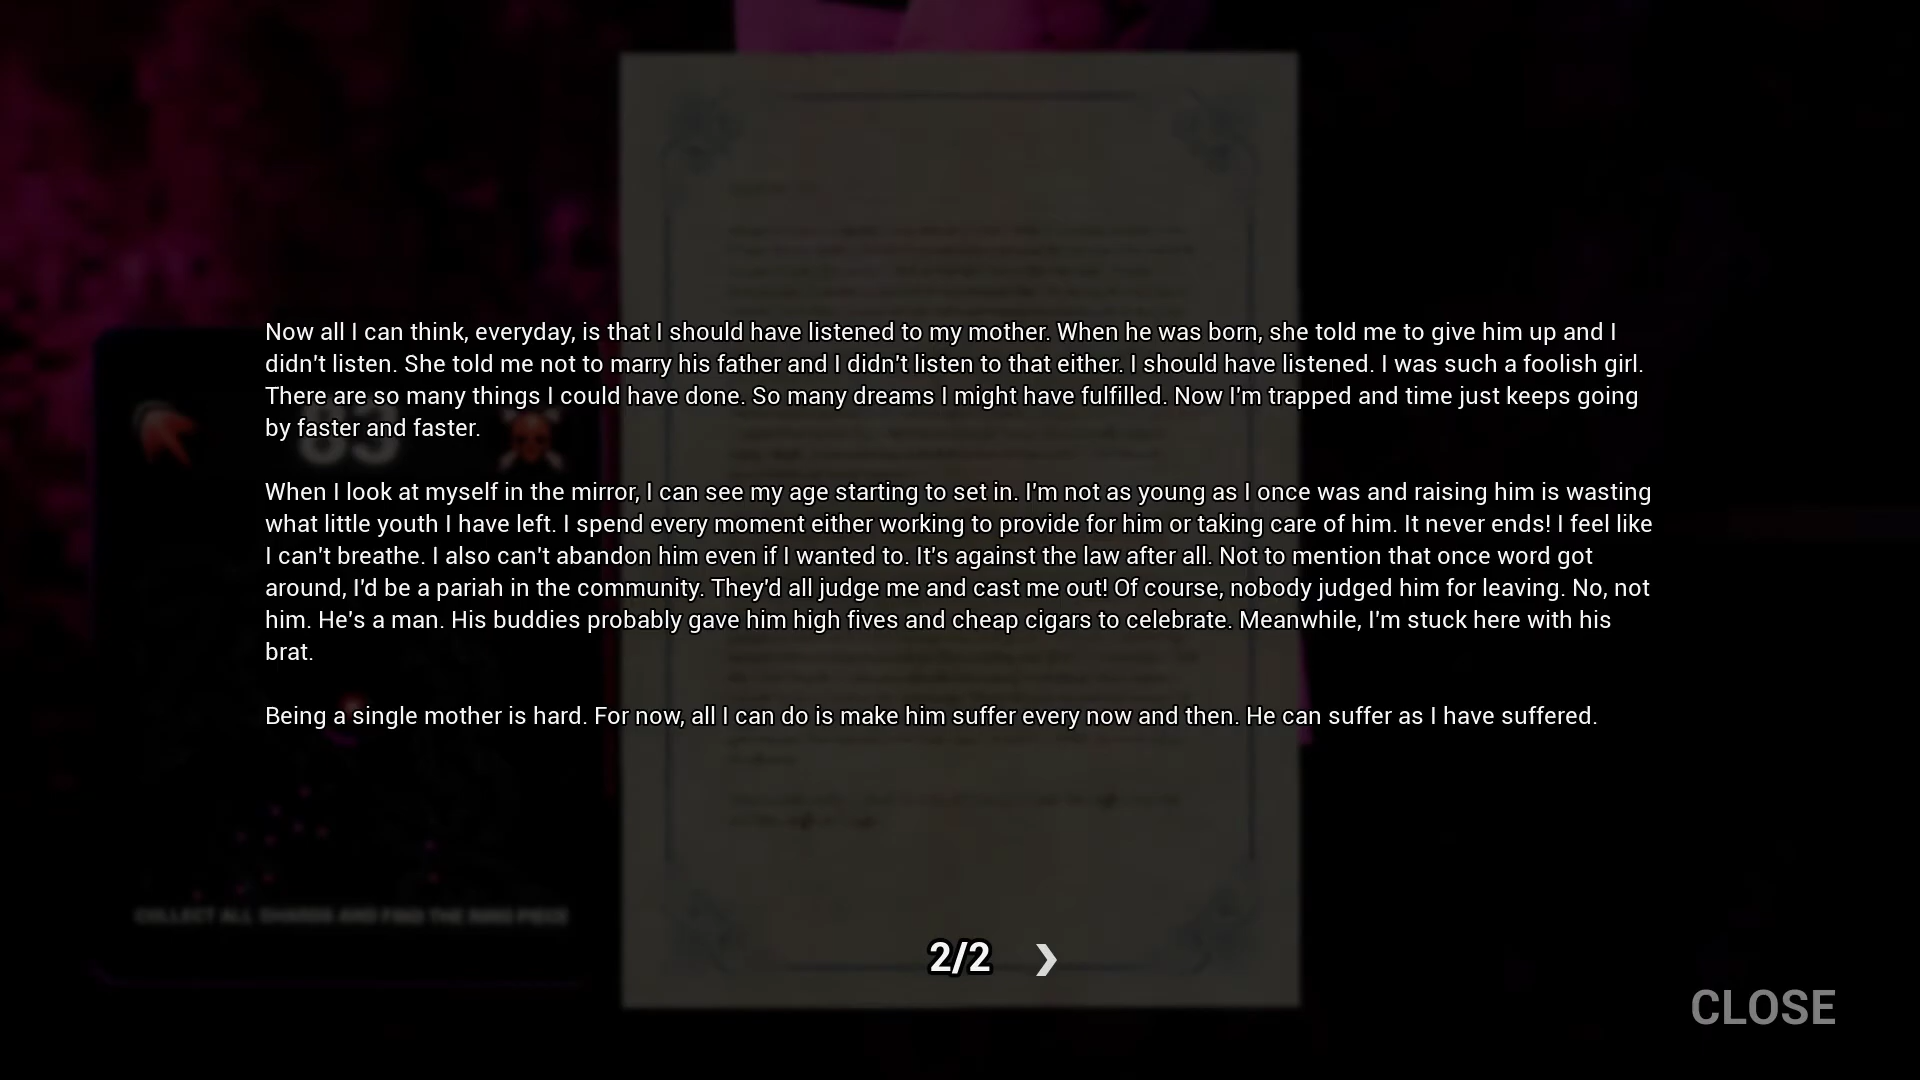 Now all I can think, everyday, is that I should have listened to my mother. When he was born, she told me to give him up and I
didn't listen. She told me not to marry his father and I didn't listen to that either. I should have listened. I was such a foolish girl.
There are so many things I could have done. So many dreams I might have fulfilled. Now I'm trapped and time just keeps going
by faster and faster.
When I look at myself in the mirror, I can see my age starting to set in. I'm not as young as I once was and raising him is wasting
what little youth I have left. I spend every moment either working to provide for him or taking care of him. It never ends! I feel like
I can't breathe. I also can't abandon him even if I wanted to. It's against the law after all. Not to mention that once word got
around, I'd be a pariah in the community. They'd all judge me and cast me out! Of course, nobody judged him for leaving. No, not
him. He's a man. His buddies probably gave him high fives and cheap cigars to celebrate. Meanwhile, I'm stuck here with his
brat.
Being a single mother is hard. For now, all I can do is make him suffer every now and then. He can suffer as I have suffered.
COLLECT ALL SHARDS AND FIND THE RING PIECE
2/2
CLOSE